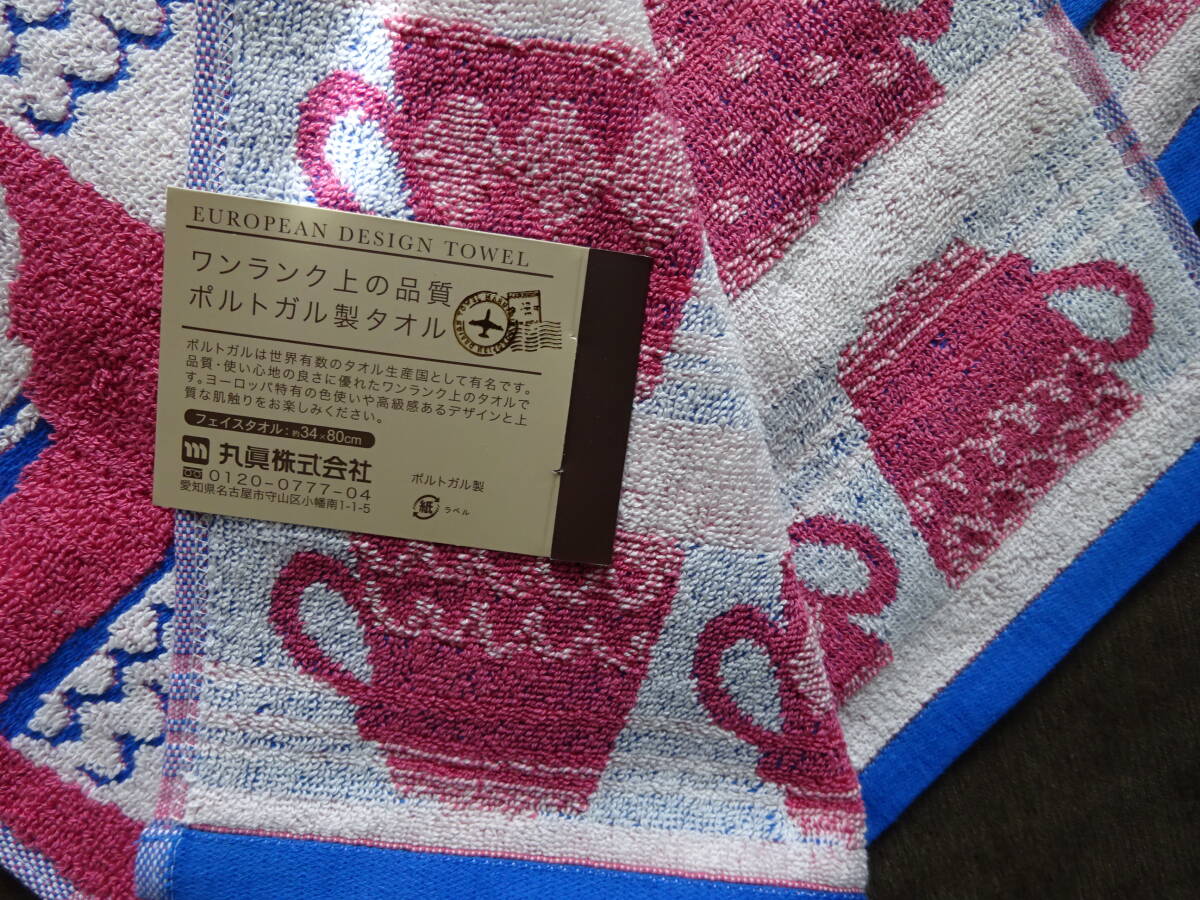 EUROPEAN DESIGN TOWEL
ワンランク上の品質
ポルトガル製タオル
ポルトガルは世界有数のタオル生産国として有名です。
品質・使い心地の良さに優れたワンランク上のタオルで
す。ヨーロッパ特有の色使いや高級感あるデザインと上
質な肌触りをお楽しみください。
フェイスタオル:約34×80cm
丸眞株式会社
0120-0777-04
愛知県名古屋市守山区小幡南1-1-5
ポルトガル製
紙 ラベル